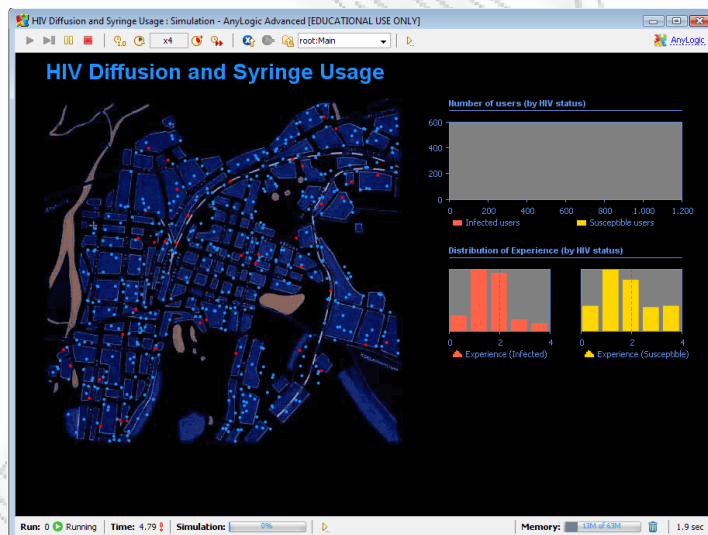 HIV Diffusion and Syringe Usage : Simulation - AnyLogic Advanced [EDUCATIONAL USE ONLY]
x4 root:Main AnyLogic
HIV Diffusion and Syringe Usage
Number of users (by HIV status)
600
400
200
0
0 200 400 600 800 1.000 1.200
Infected users Susceptible users
Distribution of Experience (by HIV status)
0 2 4 0 2 4
Experience (Infected) Experience (Susceptible)
Run: 0 Running Time: 4.79 Simulation: 0% Memory: 13M of 63M 1.9 sec